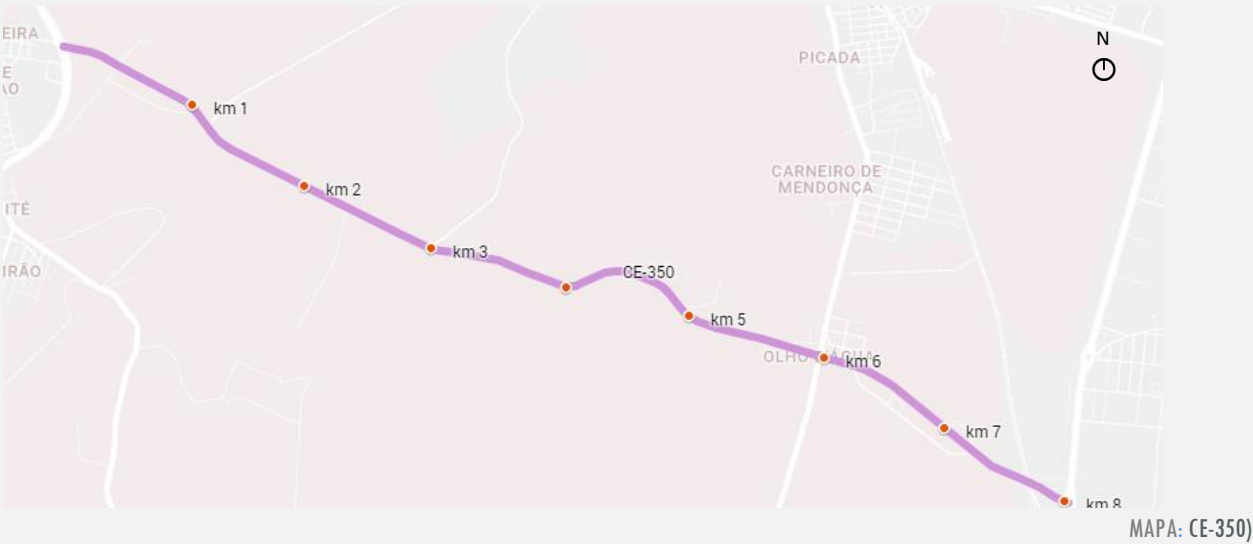 EIRA
PICADA
N
E
ÃO
km 1
CARNEIRO DE
MENDONÇA
km 2
ITÉ
km 3
IRÃO
CE-350
km 5
OLHO D'ÁGUA
km 6
km 7
km 8
MAPA: CE-350)